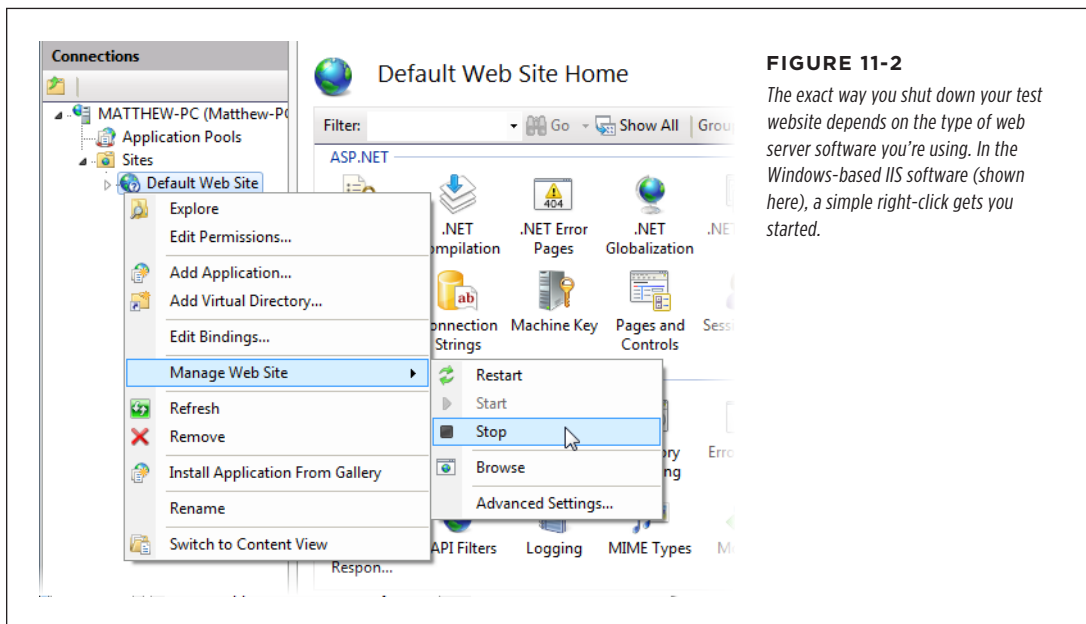 Connections
MATTHEW-PC (Matthew-P
Application Pools
Sites
Default Web Site
Explore
Edit Permissions...
Add Application...
Add Virtual Directory...
Edit Bindings...
Manage Web Site
Refresh
Remove
Install Application From Gallery
Rename
Switch to Content View
Restart
Start
Stop
Browse
Advanced Settings...
Default Web Site Home
Filter:
Go
Show All
ASP.NET
.NET
.NET Error
Pages
404
.NET
Globalization
.NE
ab
Strings
Machine Key
Pages and
Controls
API Filters
Logging
MIME Types
Respon...
FIGURE 11-2
The exact way you shut down your test
website depends on the type of web
server software you're using. In the
Windows-based IIS software (shown
here), a simple right-click gets you
started.